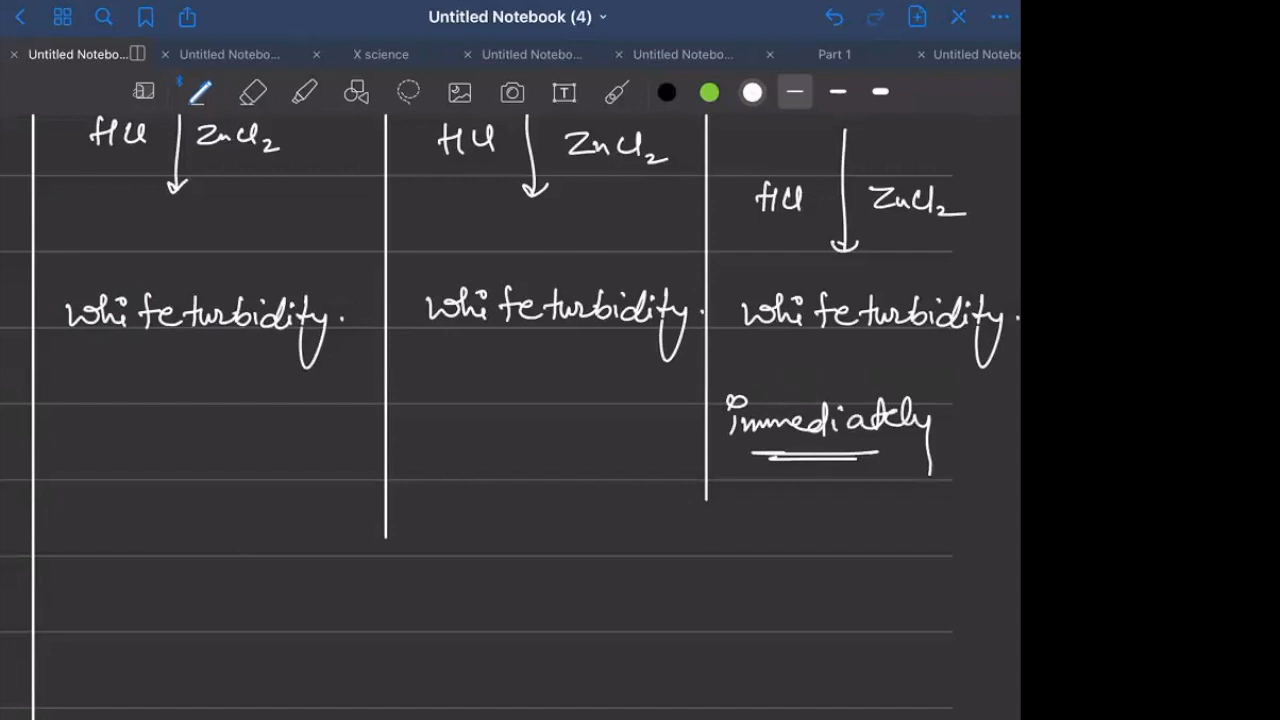 Untitled Notebook (4)
Untitled Notebo...
Untitled Notebo...
X science
Untitled Notebo...
Untitled Notebo...
Part 1
Untitled Notebo
T
HCl ZnCl2
HCl ZnCl2
HCl ZnCl2
white turbidity.
white turbidity.
white turbidity.
immediately